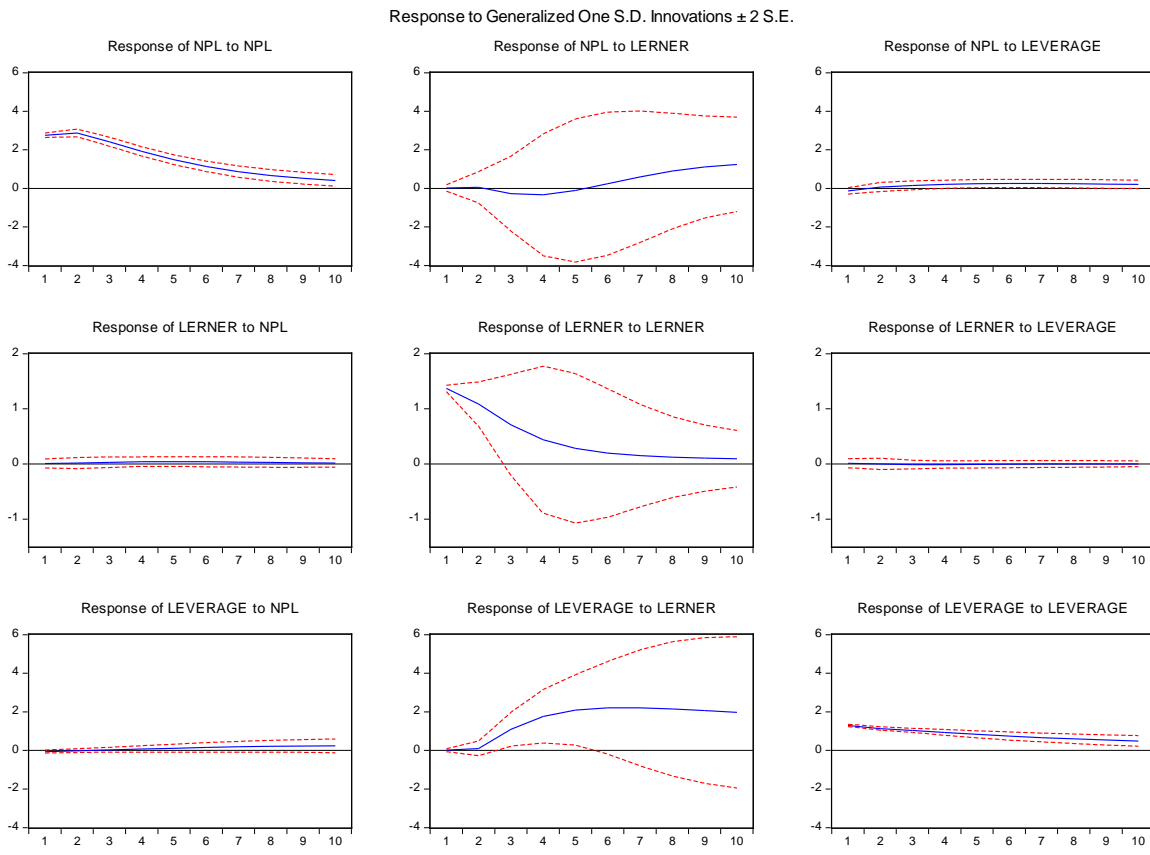 Response to Generalized One S.D. Innovations ± 2 S.E.
Response of NPL to NPL
6
4
2
0
-2
-4
1 2 3 4 5 6 7 8 9 10
Response of NPL to LERNER
6
4
2
0
-2
-4
1 2 3 4 5 6 7 8 9 10
Response of NPL to LEVERAGE
6
4
2
0
-2
-4
1 2 3 4 5 6 7 8 9 10
Response of LERNER to NPL
2
1
0
-1
1 2 3 4 5 6 7 8 9 10
Response of LERNER to LERNER
2
1
0
-1
1 2 3 4 5 6 7 8 9 10
Response of LERNER to LEVERAGE
2
1
0
-1
1 2 3 4 5 6 7 8 9 10
Response of LEVERAGE to NPL
6
4
2
0
-2
-4
1 2 3 4 5 6 7 8 9 10
Response of LEVERAGE to LERNER
6
4
2
0
-2
-4
1 2 3 4 5 6 7 8 9 10
Response of LEVERAGE to LEVERAGE
6
4
2
0
-2
-4
1 2 3 4 5 6 7 8 9 10